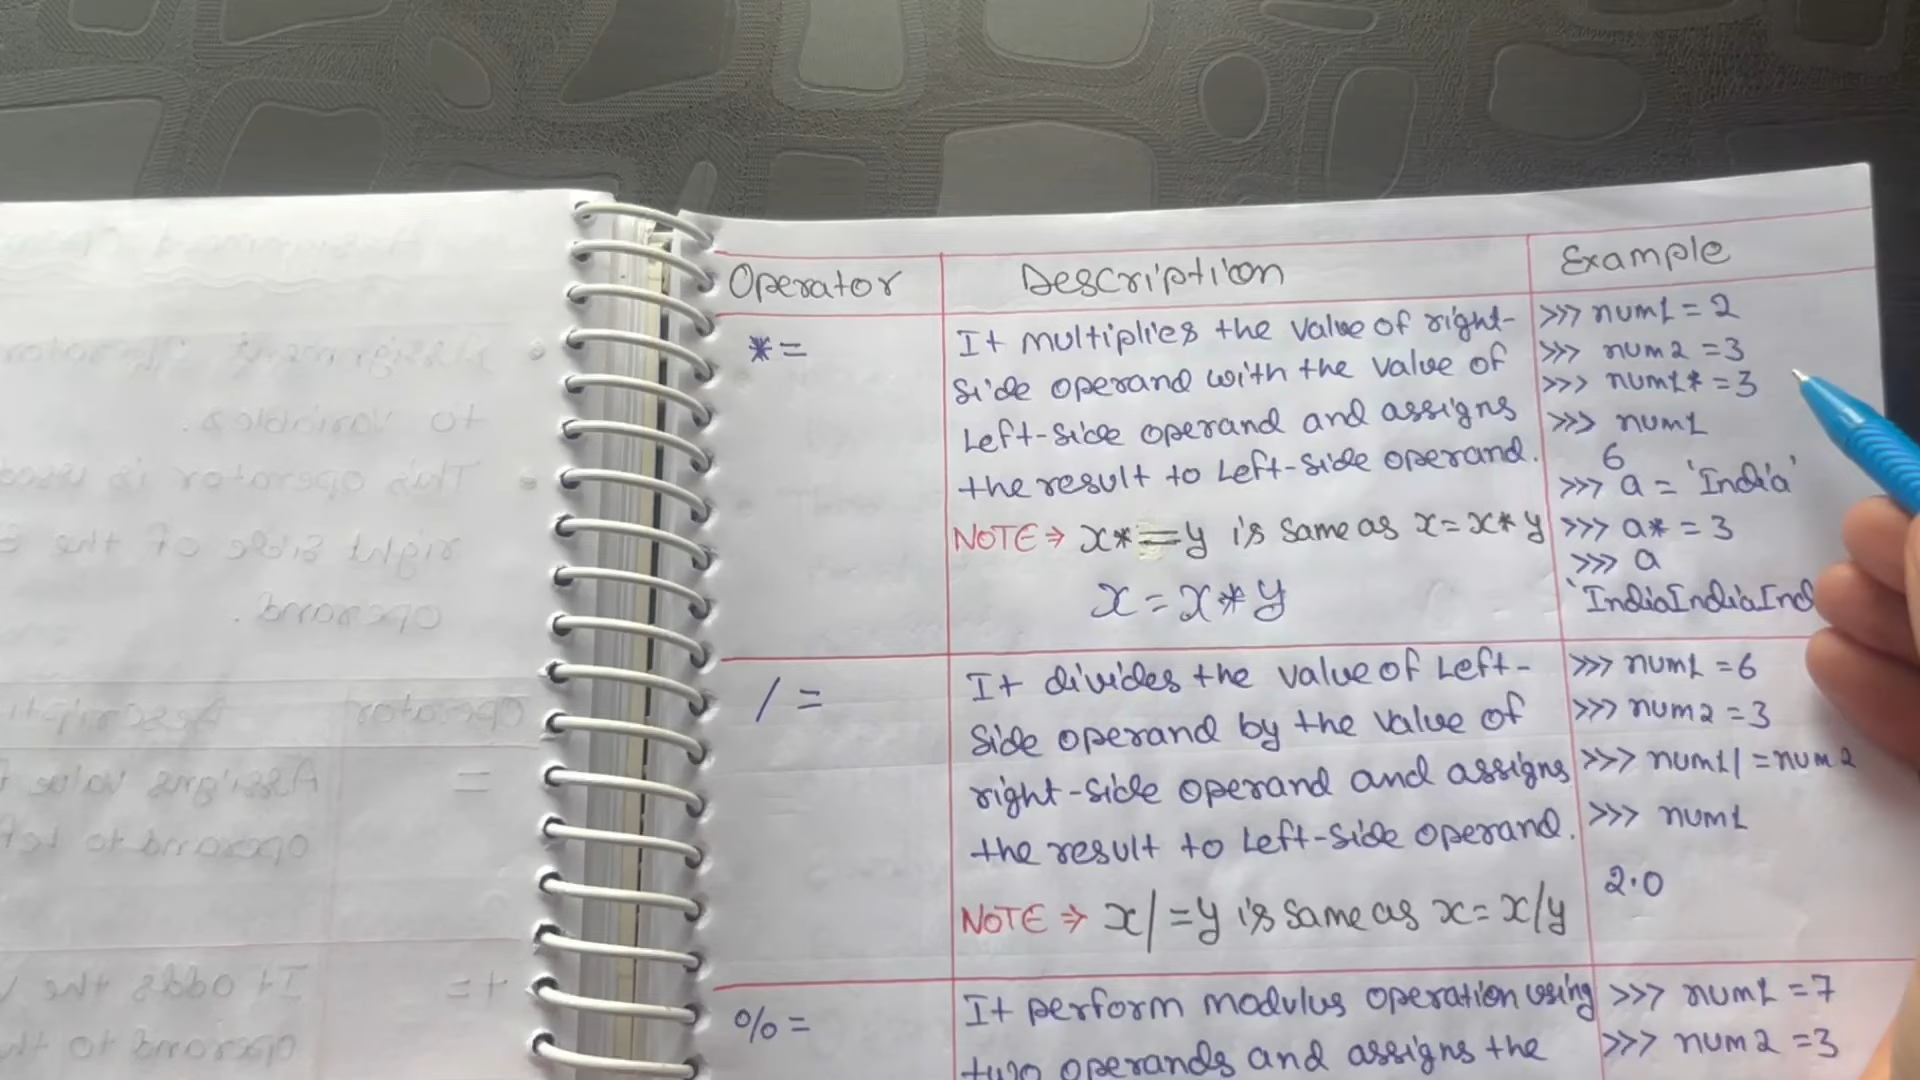 Operator
Description
Example
*=
It multiplies the value of right-
side operand with the value of
Left-side operand and assigns
the result to Left-side operand.
NOTE ⇒ x*=y is same as x=x*y
x=x*y
>>> num1 = 2
>>> num2 =3
>>> num1* =3
>>> num1
6
>>> a = 'India'
>>> a* = 3
>>> a
'IndiaIndiaInd
/ =
It divides the value of Left-
side operand by the value of
right-side operand and assigns
the result to Left-side operand.
NOTE ⇒ x/=y is same as x= x/y
>>> num1 =6
>>> num2 =3
>>> num1/=num2
>>> num1
2.0
%=
It perform modulus operation using
two operands and assigns the
>>> num1 =7
>>> num2 =3